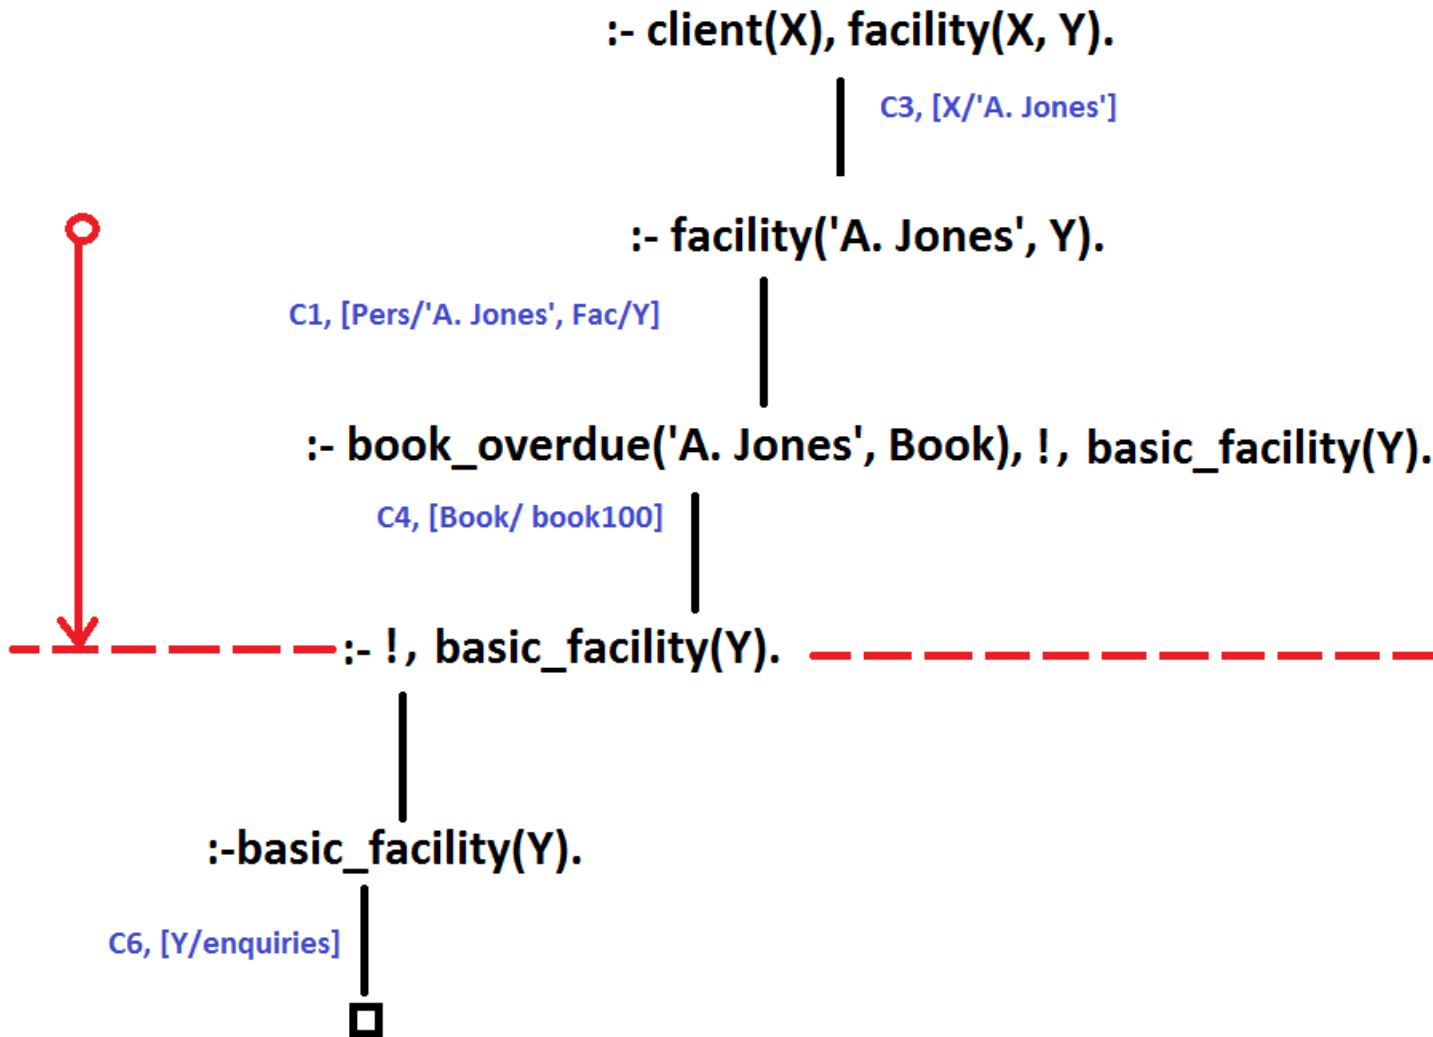 :- client(X), facility(X, Y).
C3, [X/'A. Jones']
:- facility('A. Jones', Y).
C1, [Pers/'A. Jones', Fac/Y]
:- book_overdue('A. Jones', Book), !, basic_facility(Y).
C4, [Book/ book100]
:- !, basic_facility(Y).
:-basic_facility(Y).
C6, [Y/enquiries]